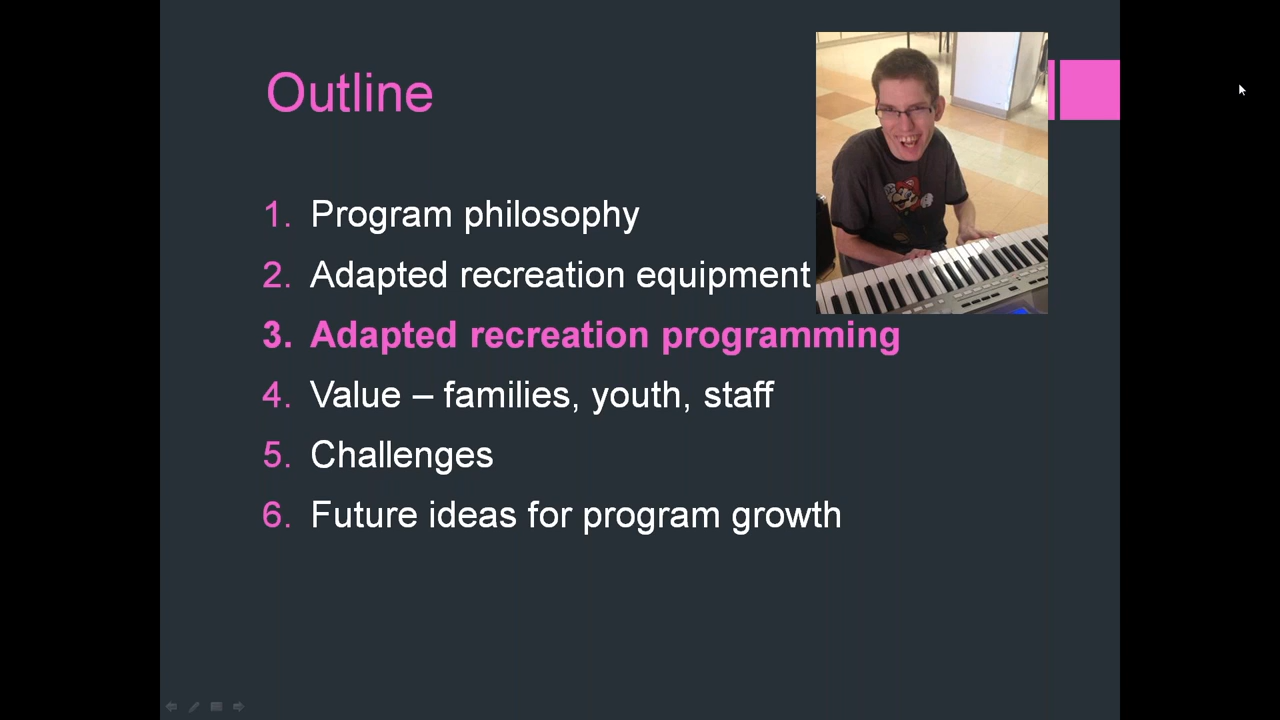 Outline
1. Program philosophy
2. Adapted recreation equipment
3. Adapted recreation programming
4. Value – families, youth, staff
5. Challenges
6. Future ideas for program growth